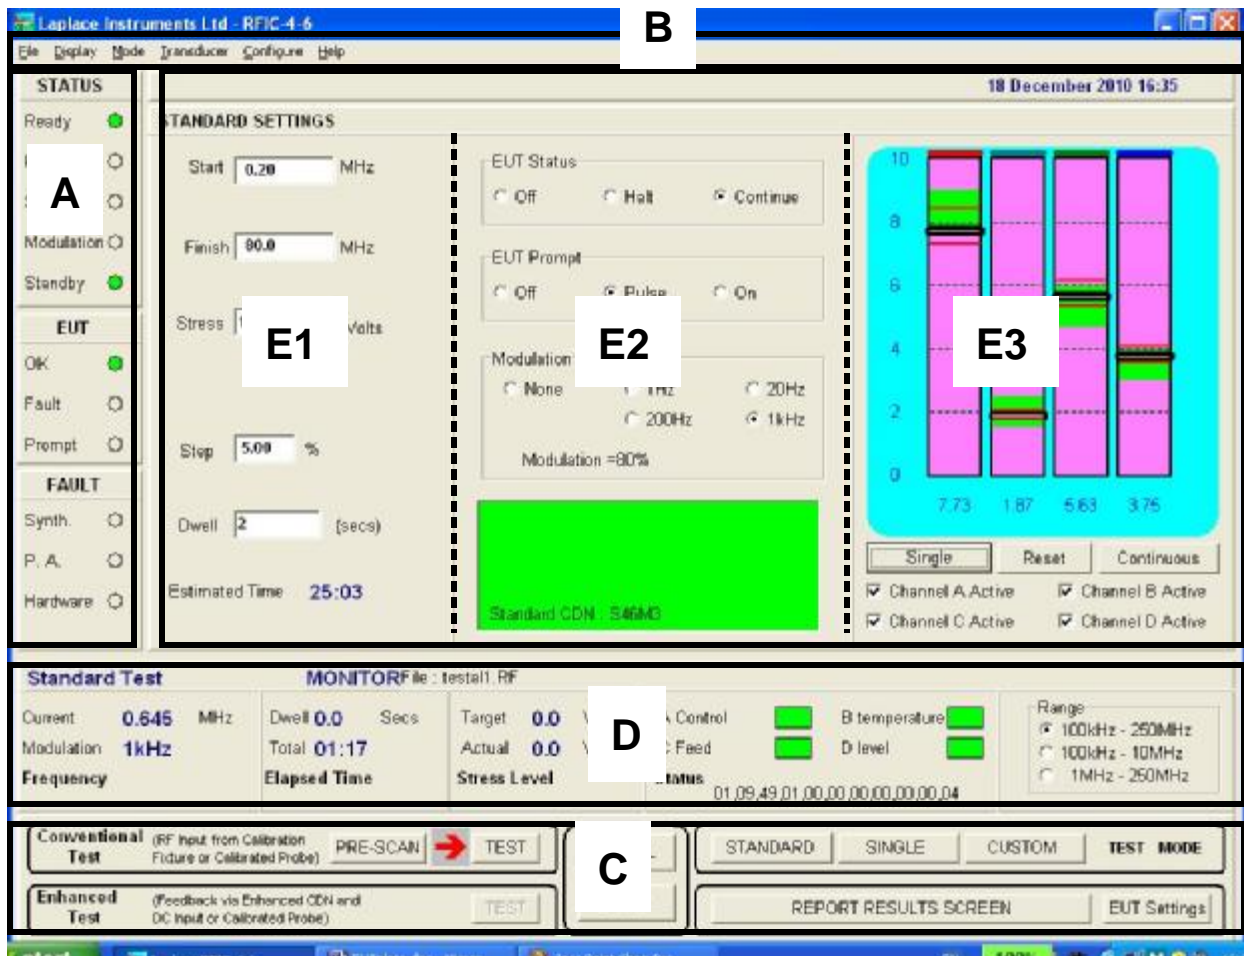 Laplace Instruments Ltd - RFIC-4-6
B
File Display Mode Transducer Configure Help
STATUS
18 December 2010 16:35
Ready
A
Modulation
Standby
EUT
OK
Fault
Prompt
FAULT
Synth.
P. A.
Hardware
STANDARD SETTINGS
Start 0.20 MHz
Finish 80.0 MHz
Stress Volts
E1
Step 5.00 %
Dwell 2 (secs)
Estimated Time 25:03
EUT Status
Off Halt Continue
EUT Prompt
Off Pulse On
E2
Modulation
None 1Hz 20Hz
200Hz 1kHz
Modulation =80%
Standard CDN : S46M3
10
8
6
4
2
0
E3
7.73 1.87 5.63 3.75
Single Reset Continuous
Channel A Active Channel B Active
Channel C Active Channel D Active
Standard Test MONITOR File : testal1.RF
Current 0.645 MHz Dwell 0.0 Secs Target 0.0 A Control B temperature
Modulation 1kHz Total 01:17 Actual 0.0 C Feed D level
Frequency Elapsed Time Stress Level Status
01,09,49,01,00,00,00,00,00,00,04
D
Range
100kHz - 250MHz
100kHz - 10MHz
1MHz - 250MHz
Conventional Test
(RF Input from Calibration
Fixture or Calibrated Probe)
PRE-SCAN TEST
C
STANDARD SINGLE CUSTOM TEST MODE
Enhanced Test
(Feedback via Enhanced CDN and
DC Input or Calibrated Probe)
TEST
REPORT RESULTS SCREEN EUT Settings
start
100%